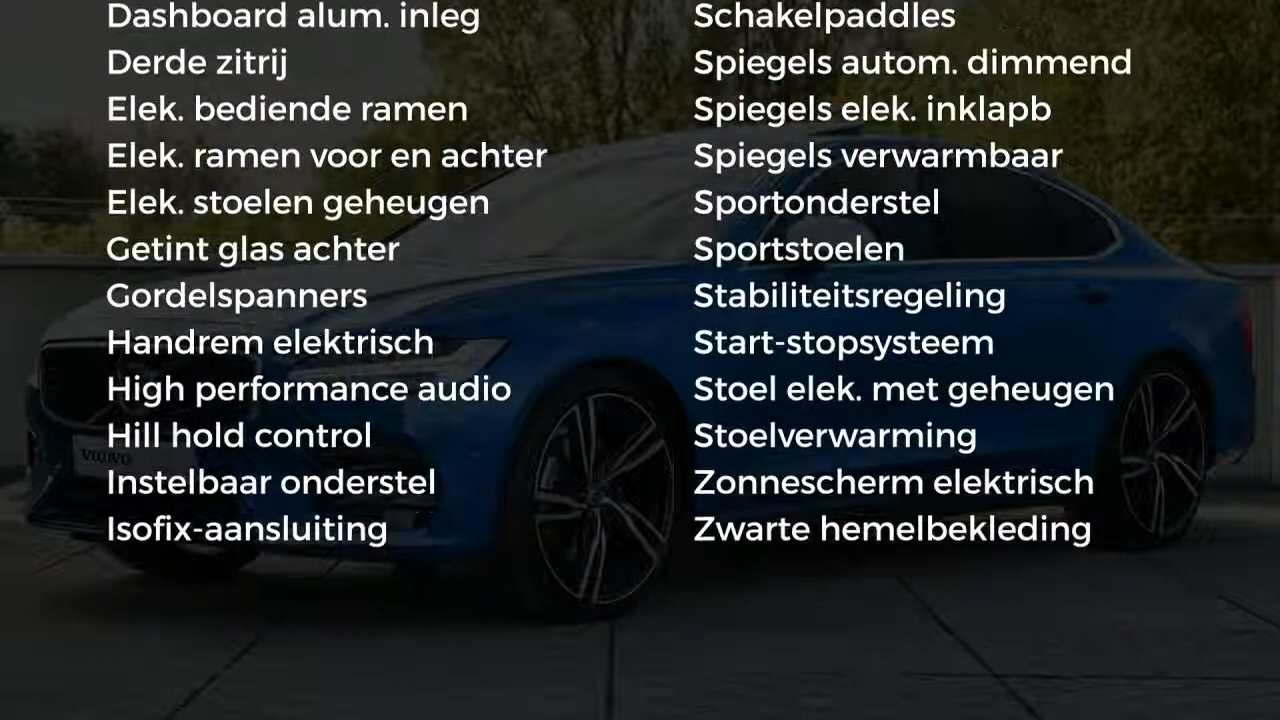 Dashboard alum. inleg
Derde zitrij
Elek. bediende ramen
Elek. ramen voor en achter
Elek. stoelen geheugen
Getint glas achter
Gordelspanners
Handrem elektrisch
High performance audio
Hill hold control
Instelbaar onderstel
Isofix-aansluiting
Schakelpaddles
Spiegels autom. dimmend
Spiegels elek. inklapb
Spiegels verwarmbaar
Sportonderstel
Sportstoelen
Stabiliteitsregeling
Start-stopsysteem
Stoel elek. met geheugen
Stoelverwarming
Zonnescherm elektrisch
Zwarte hemelbekleding
VOLVO